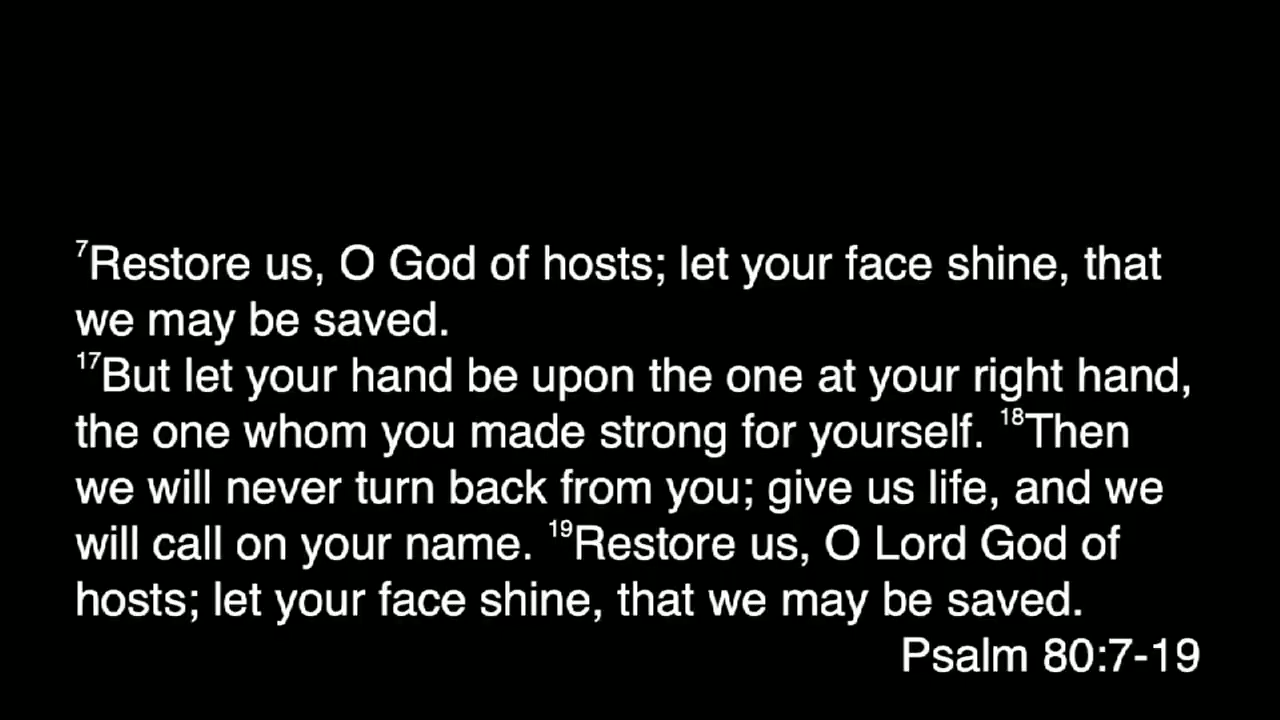 ⁷Restore us, O God of hosts; let your face shine, that
we may be saved.
¹⁷But let your hand be upon the one at your right hand,
the one whom you made strong for yourself. ¹⁸Then
we will never turn back from you; give us life, and we
will call on your name. ¹⁹Restore us, O Lord God of
hosts; let your face shine, that we may be saved.
Psalm 80:7-19